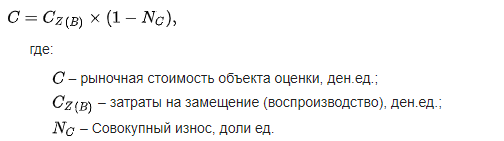 C = C_{Z(B)} × (1 − N_C),
где:
C – рыночная стоимость объекта оценки, ден.ед.;
C_{Z(B)} – затраты на замещение (воспроизводство), ден.ед.;
N_C – Совокупный износ, доли ед.